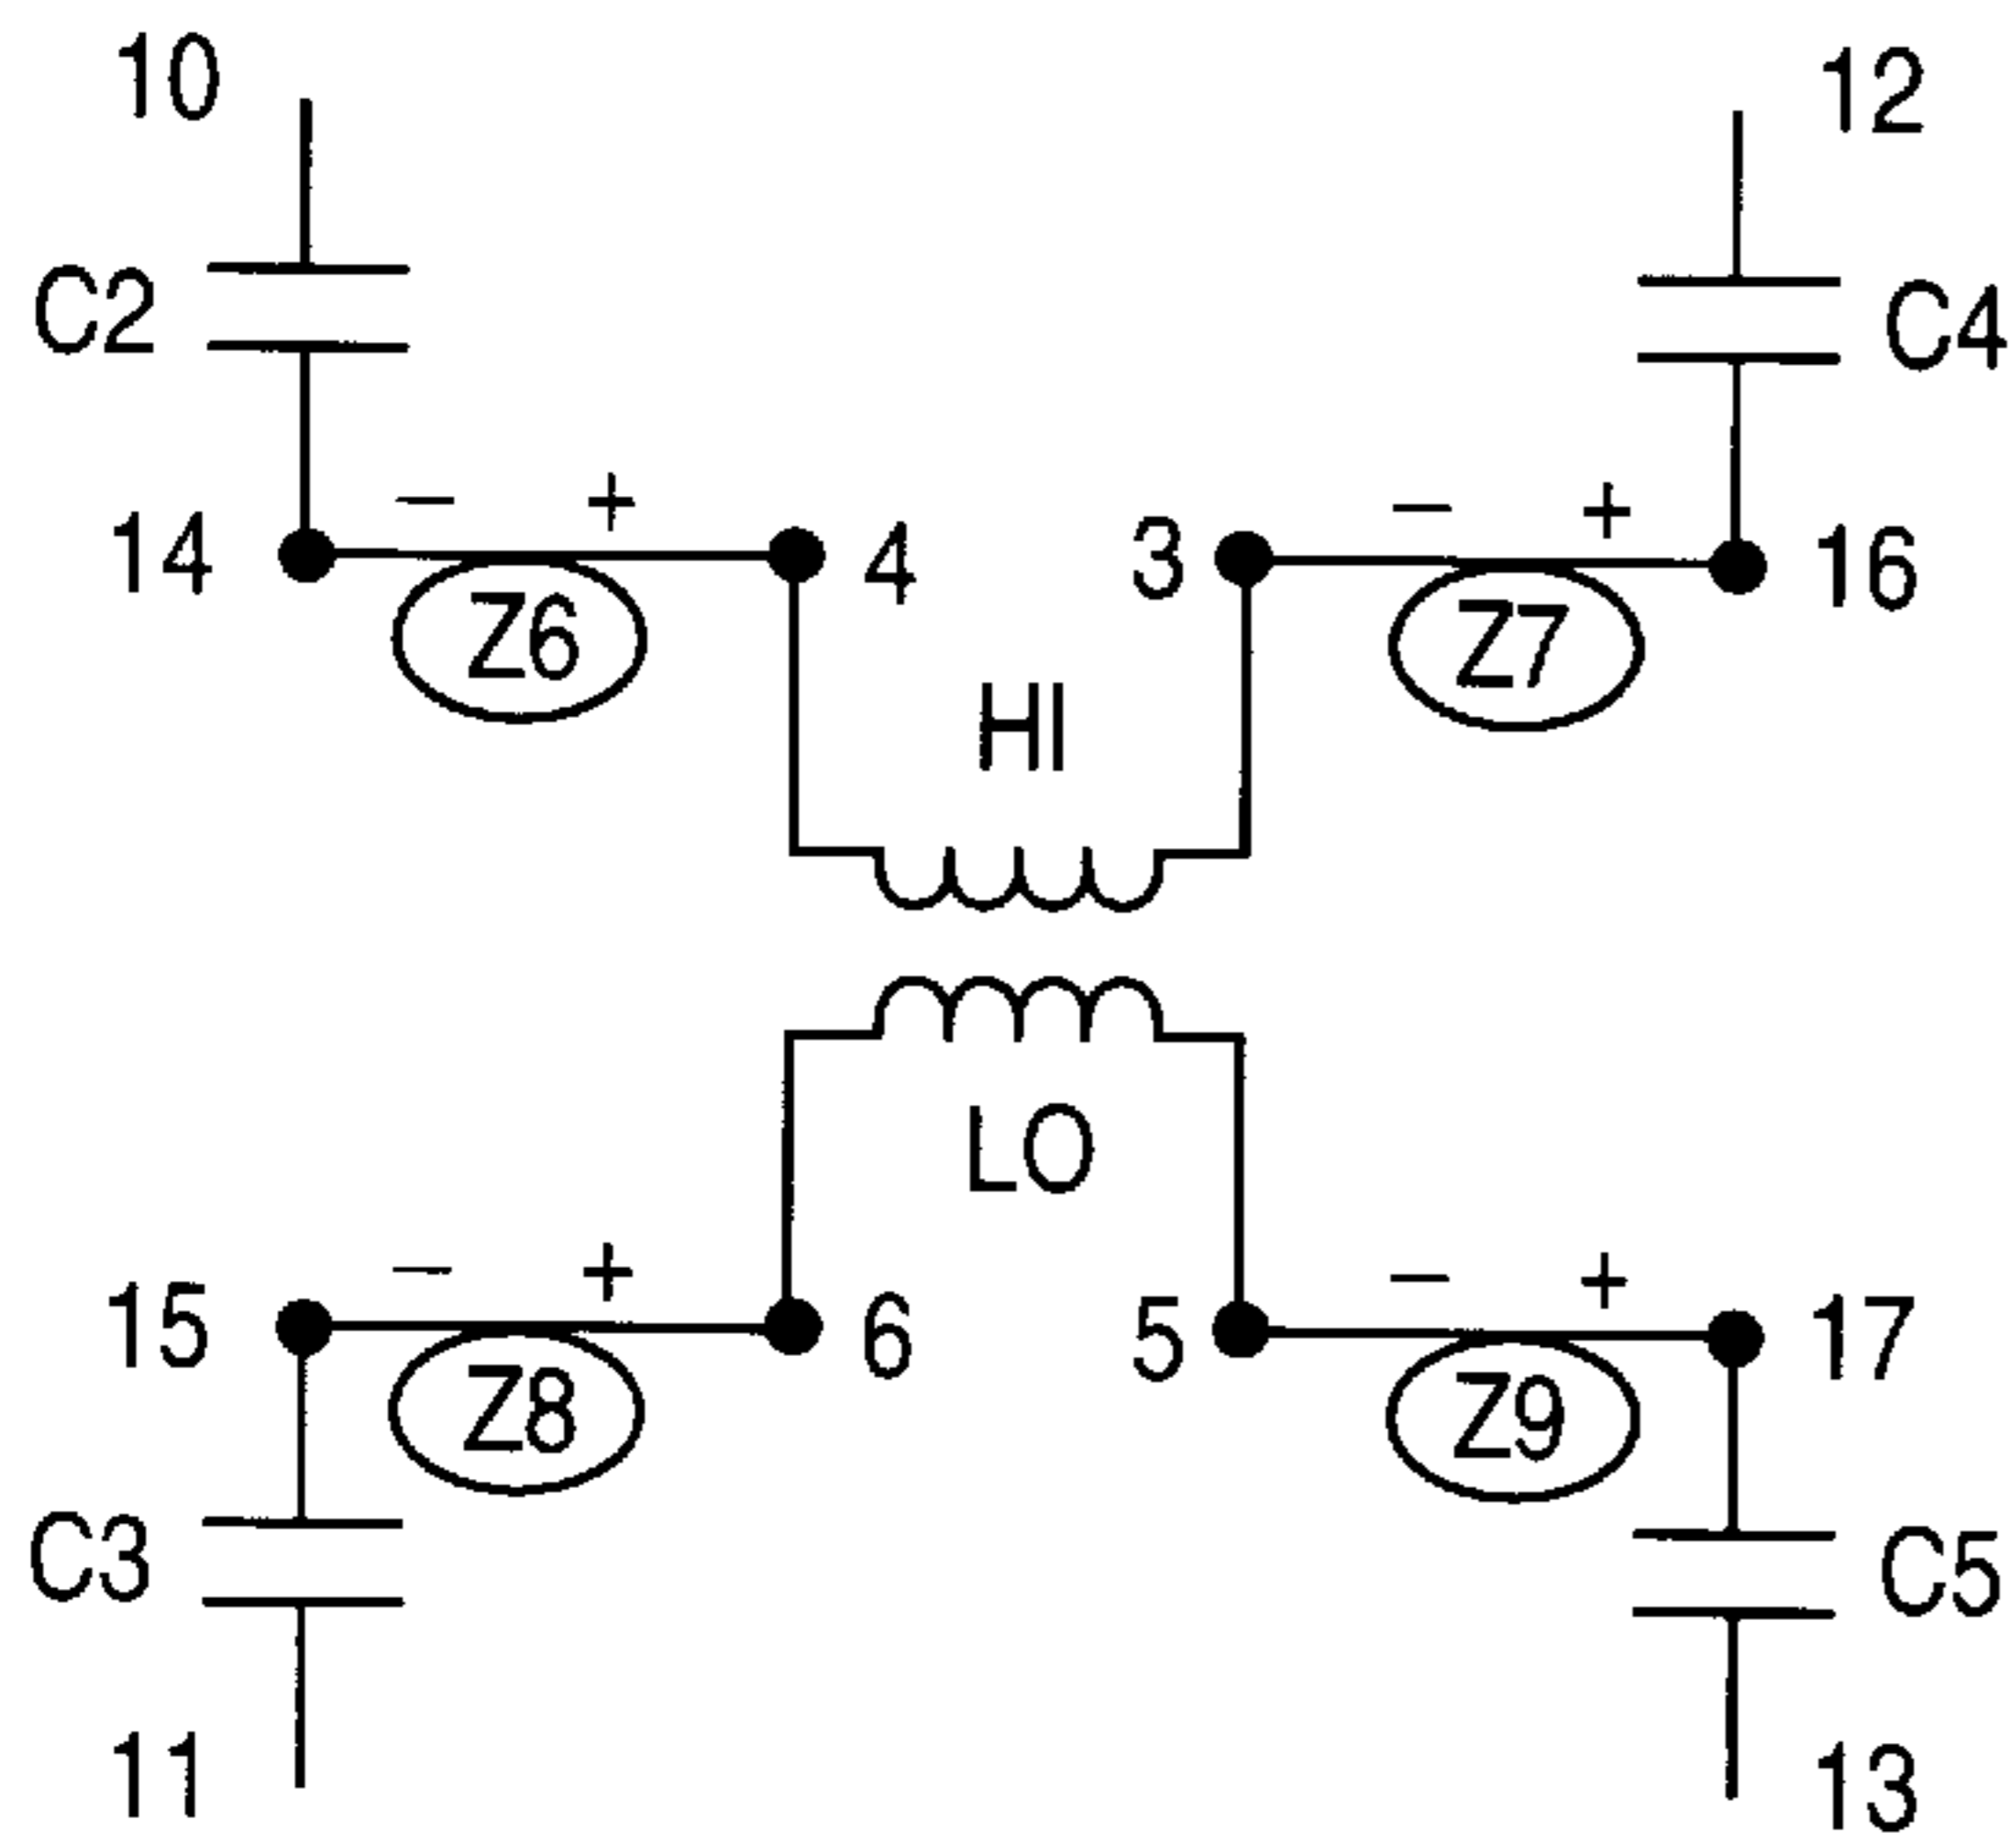 10 12
C2 C4
− + − +
14 4 3 16
Z6 Z7
HI
LO
− + − +
15 6 5 17
Z8 Z9
C3 C5
11 13